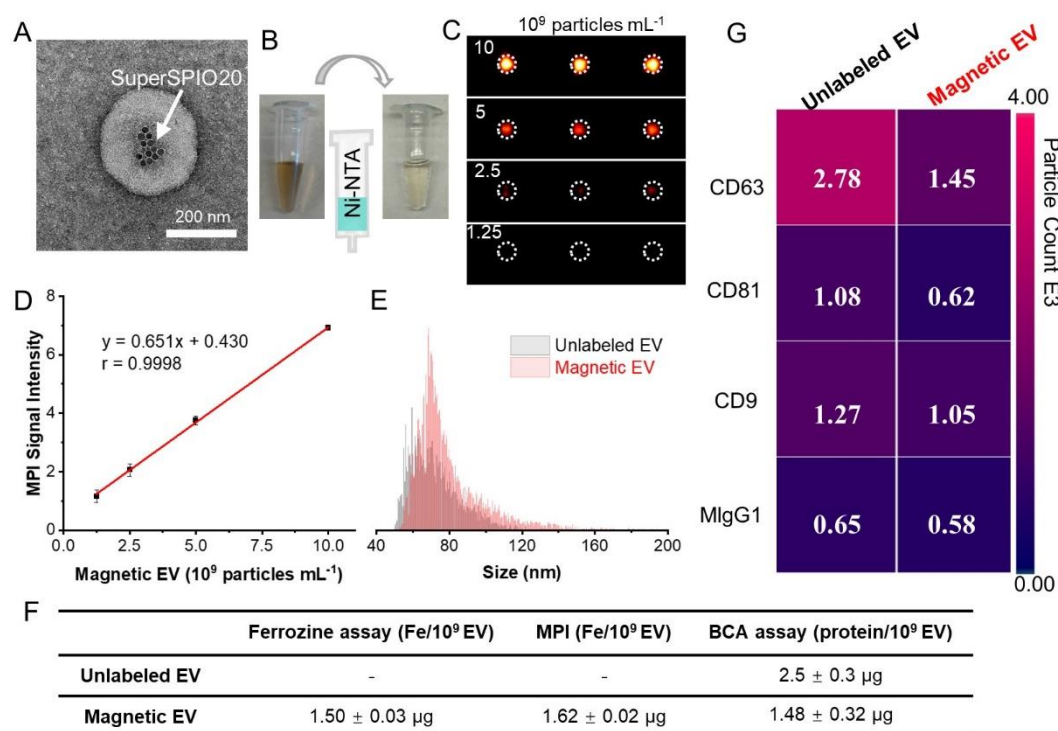 A
SuperSPIO20
200 nm
B
Ni-NTA
C
10⁹ particles mL⁻¹
10
5
2.5
1.25
D
y = 0.651x + 0.430
r = 0.9998
MPI Signal Intensity
8
6
4
2
0
0.0 2.5 5.0 7.5 10.0
Magnetic EV (10⁹ particles mL⁻¹)
E
Unlabeled EV
Magnetic EV
40 80 120 160 200
Size (nm)
G
Unlabeled EV
Magnetic EV
4.00
Particle Count E3
0.00
CD63 2.78 1.45
CD81 1.08 0.62
CD9 1.27 1.05
MIgG1 0.65 0.58
F
Ferrozine assay (Fe/10⁹ EV) MPI (Fe/10⁹ EV) BCA assay (protein/10⁹ EV)
Unlabeled EV - - 2.5 ± 0.3 µg
Magnetic EV 1.50 ± 0.03 µg 1.62 ± 0.02 µg 1.48 ± 0.32 µg